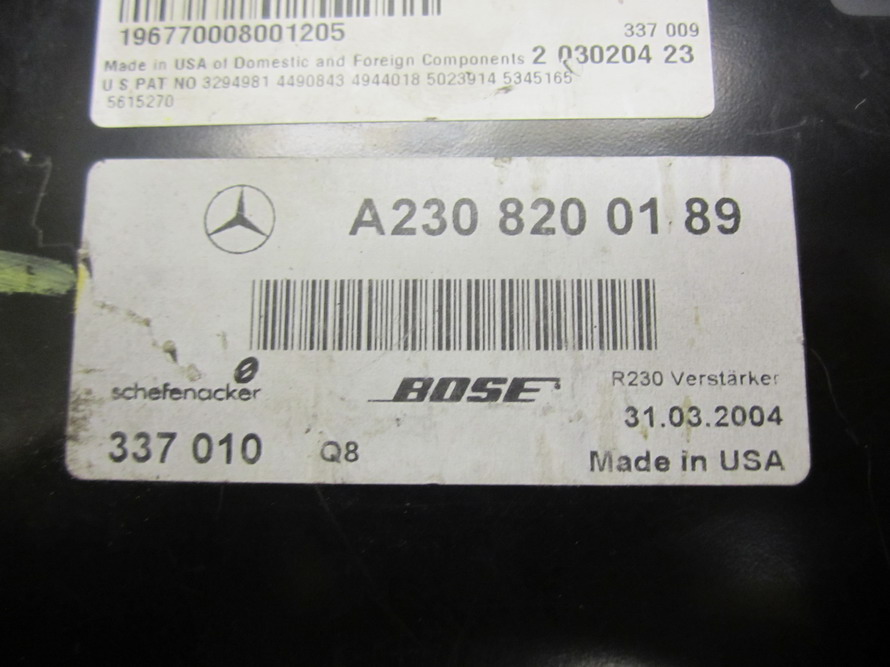 196770008001205 337 009
Made in USA of Domestic and Foreign Components 2 030204 23
U S PAT NO 3294981 4490843 4944018 5023914 5345165
5615270
A230 820 01 89
schefenacker BOSE R230 Verstärker
31.03.2004
337 010 Q8 Made in USA